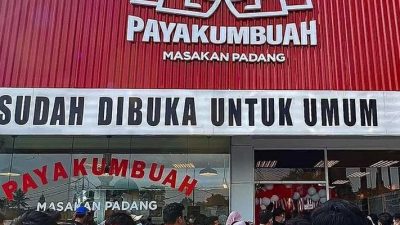 PAYAKUMBUAH
MASAKAN PADANG
SUDAH DIBUKA UNTUK UMUM
PAYAKUMBUAH
MASAKAN PADANG